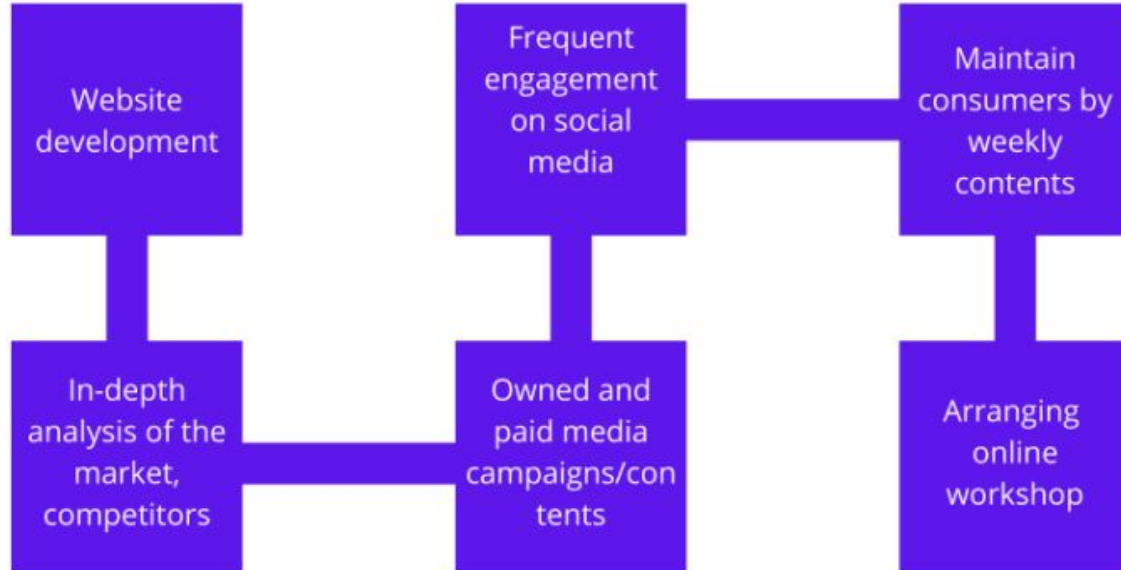 Website
development
Frequent
engagement
on social
media
Maintain
consumers by
weekly
contents
In-depth
analysis of the
market,
competitors
Owned and
paid media
campaigns/con
tents
Arranging
online
workshop